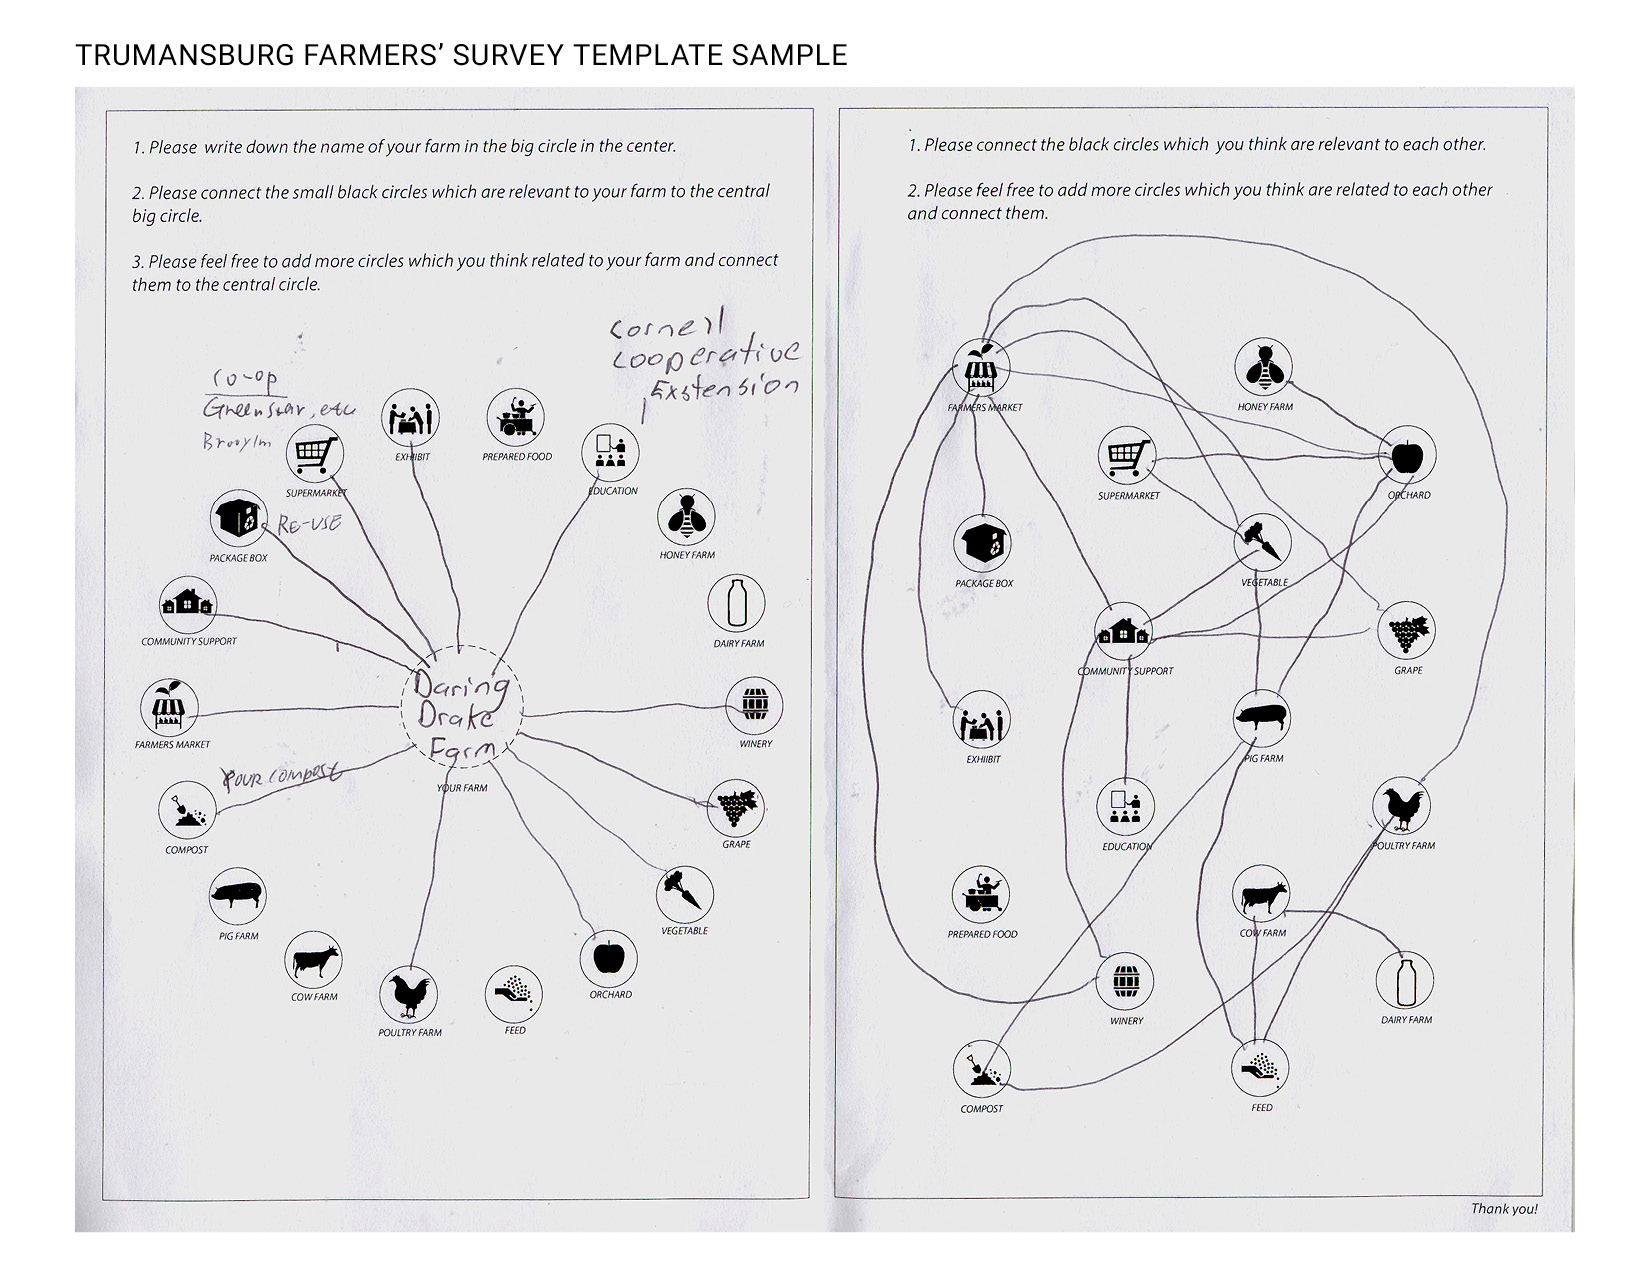 TRUMANSBURG FARMERS’ SURVEY TEMPLATE SAMPLE
1. Please write down the name of your farm in the big circle in the center.
2. Please connect the small black circles which are relevant to your farm to the central
big circle.
3. Please feel free to add more circles which you think related to your farm and connect
them to the central circle.
Cornell
Cooperative
Exstension
Co-op
Greenstar, etc
EXHIBIT
PREPARED FOOD
SUPERMARKET
EDUCATION
RE-USE
PACKAGE BOX
HONEY FARM
COMMUNITY SUPPORT
DAIRY FARM
Daring
Drake
Farm
FARMERS MARKET
WINERY
YOUR FARM
Your compost
COMPOST
GRAPE
PIG FARM
VEGETABLE
COW FARM
ORCHARD
POULTRY FARM
FEED
1. Please connect the black circles which you think are relevant to each other.
2. Please feel free to add more circles which you think are related to each other
and connect them.
FARMERS MARKET
HONEY FARM
SUPERMARKET
ORCHARD
PACKAGE BOX
VEGETABLE
COMMUNITY SUPPORT
GRAPE
EXHIIBIT
PIG FARM
EDUCATION
POULTRY FARM
PREPARED FOOD
COW FARM
WINERY
DAIRY FARM
COMPOST
FEED
Thank you!